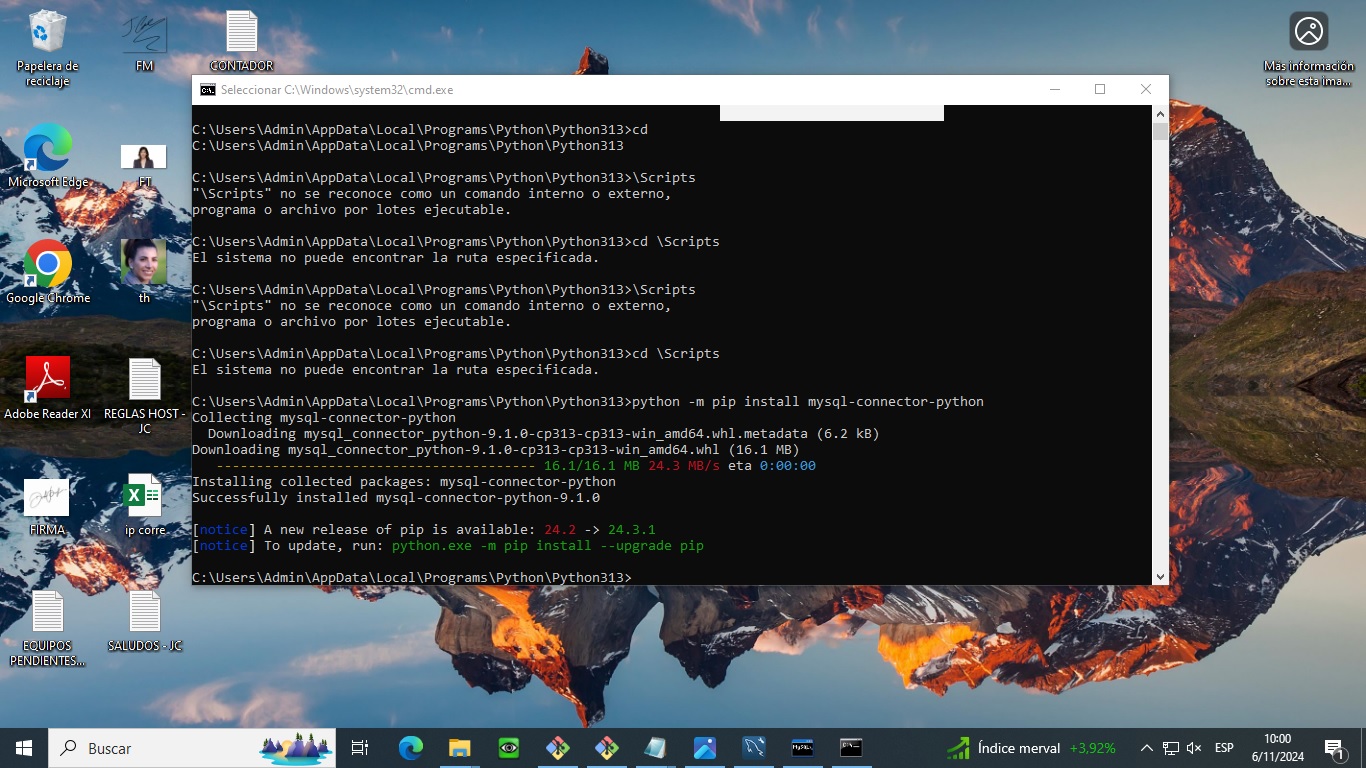 Papelera de
reciclaje
FM
CONTADOR
Más información
sobre esta ima...
Seleccionar C:\Windows\system32\cmd.exe
C:\Users\Admin\AppData\Local\Programs\Python\Python313>cd
C:\Users\Admin\AppData\Local\Programs\Python\Python313
C:\Users\Admin\AppData\Local\Programs\Python\Python313>\Scripts
"\Scripts" no se reconoce como un comando interno o externo,
programa o archivo por lotes ejecutable.
C:\Users\Admin\AppData\Local\Programs\Python\Python313>cd \Scripts
El sistema no puede encontrar la ruta especificada.
C:\Users\Admin\AppData\Local\Programs\Python\Python313>\Scripts
"\Scripts" no se reconoce como un comando interno o externo,
programa o archivo por lotes ejecutable.
C:\Users\Admin\AppData\Local\Programs\Python\Python313>cd \Scripts
El sistema no puede encontrar la ruta especificada.
C:\Users\Admin\AppData\Local\Programs\Python\Python313>python -m pip install mysql-connector-python
Collecting mysql-connector-python
Downloading mysql_connector_python-9.1.0-cp313-cp313-win_amd64.whl.metadata (6.2 kB)
Downloading mysql_connector_python-9.1.0-cp313-cp313-win_amd64.whl (16.1 MB)
---------------------------------------- 16.1/16.1 MB 24.3 MB/s eta 0:00:00
Installing collected packages: mysql-connector-python
Successfully installed mysql-connector-python-9.1.0
[notice] A new release of pip is available: 24.2 -> 24.3.1
[notice] To update, run: python.exe -m pip install --upgrade pip
C:\Users\Admin\AppData\Local\Programs\Python\Python313>
Microsoft Edge
FT
Google Chrome
th
Adobe Reader XI
REGLAS HOST -
JC
FIRMA
ip corre
EQUIPOS
PENDIENTES...
SALUDOS - JC
Buscar
MySQL
Índice merval +3,92%
ESP
10:00
6/11/2024
1